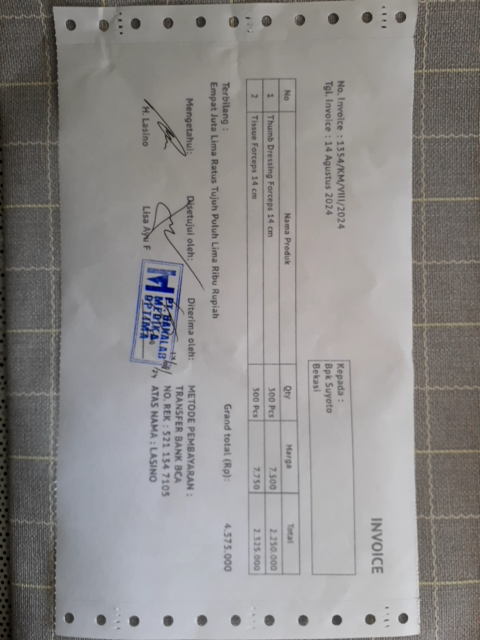 INVOICE
No. Invoice : 1354/KM/VIII/2024
Tgl. Invoice : 14 Agustus 2024
Kepada :
Bpk Suyoto
Bekasi
No Nama Produk Qty Harga Total
1 Thumb Dressing Forceps 14 cm 300 Pcs 7.500 2.250.000
2 Tissue Forceps 14 cm 300 Pcs 7.750 2.325.000
Grand total (Rp): 4.575.000
Terbilang :
Empat Juta Lima Ratus Tujuh Puluh Lima Ribu Rupiah
Mengetahui: Disetujui oleh: Diterima oleh:
H. Lasino Lisa Ayu F
METODE PEMBAYARAN :
TRANSFER BANK BCA
NO. REK : 521 134 7105
ATAS NAMA : LASINO
MEDIKA
OPTIMA